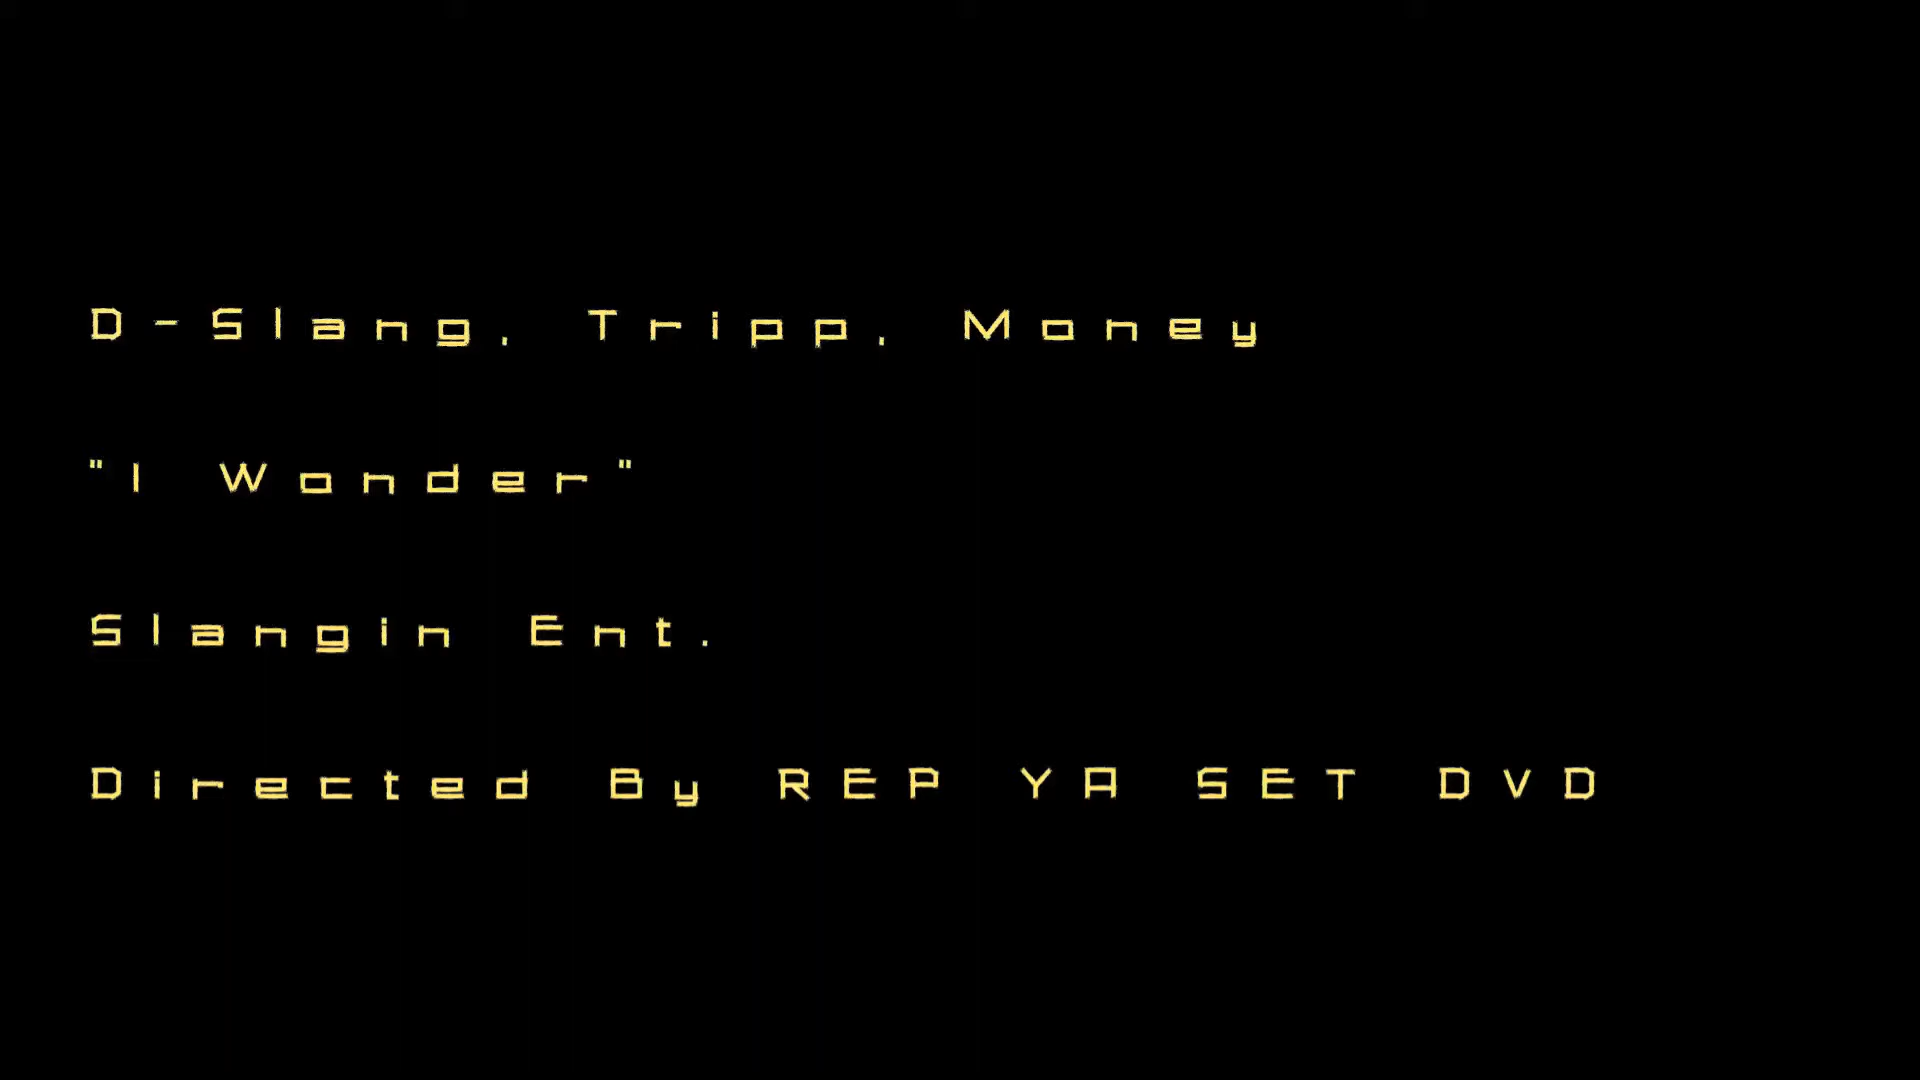 D-Slang, Tripp, Money
"I Wonder"
Slangin Ent.
Directed By REP YA SET DVD